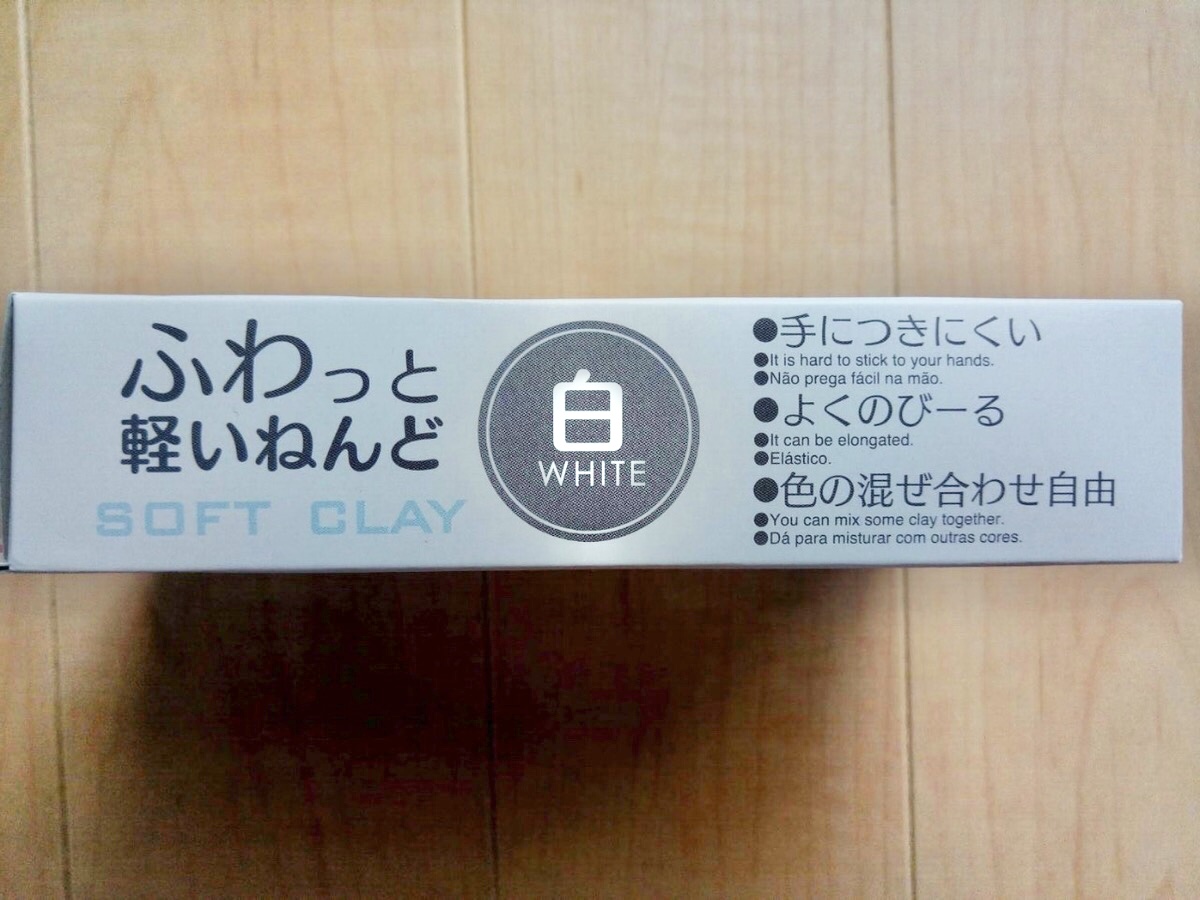 ふわっと
軽いねんど
SOFT CLAY
白
WHITE
●手につきにくい
●It is hard to stick to your hands.
●Não prega fácil na mão.
●よくのびーる
●It can be elongated.
●Elástico.
●色の混ぜ合わせ自由
●You can mix some clay together.
●Dá para misturar com outras cores.